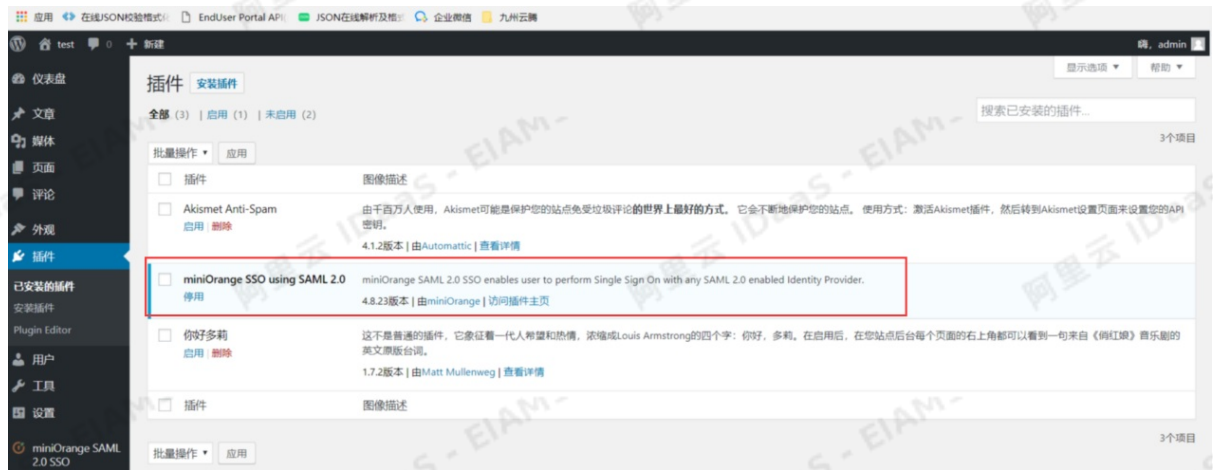 应用 在线JSON校验格式化 EndUser Portal API JSON在线解析及格式 企业微信 九州云腾
test 0 新建 嗨，admin
仪表盘
文章
媒体
页面
评论
外观
插件
已安装的插件
安装插件
Plugin Editor
用户
工具
设置
miniOrange SAML
2.0 SSO
显示选项 帮助
插件 安装插件
全部 (3) | 启用 (1) | 未启用 (2)
搜索已安装的插件...
批量操作 应用 3个项目
插件 图像描述
Akismet Anti-Spam
启用 | 删除
由千百万人使用，Akismet可能是保护您的站点免受垃圾评论的世界上最好的方式。 它会不断地保护您的站点。 使用方式：激活Akismet插件，然后转到Akismet设置页面来设置您的API
密钥。
4.1.2版本 | 由Automattic | 查看详情
miniOrange SSO using SAML 2.0
停用
miniOrange SAML 2.0 SSO enables user to perform Single Sign On with any SAML 2.0 enabled Identity Provider.
4.8.23版本 | 由miniOrange | 访问插件主页
你好多莉
启用 | 删除
这不是普通的插件，它象征着一代人希望和热情，浓缩成Louis Armstrong的四个字：你好，多莉。在启用后，在您站点后台每个页面的右上角都可以看到一句来自《俏红娘》音乐剧的
英文原版台词。
1.7.2版本 | 由Matt Mullenweg | 查看详情
插件 图像描述
批量操作 应用 3个项目
阿里云 IDaaS - EIAM-